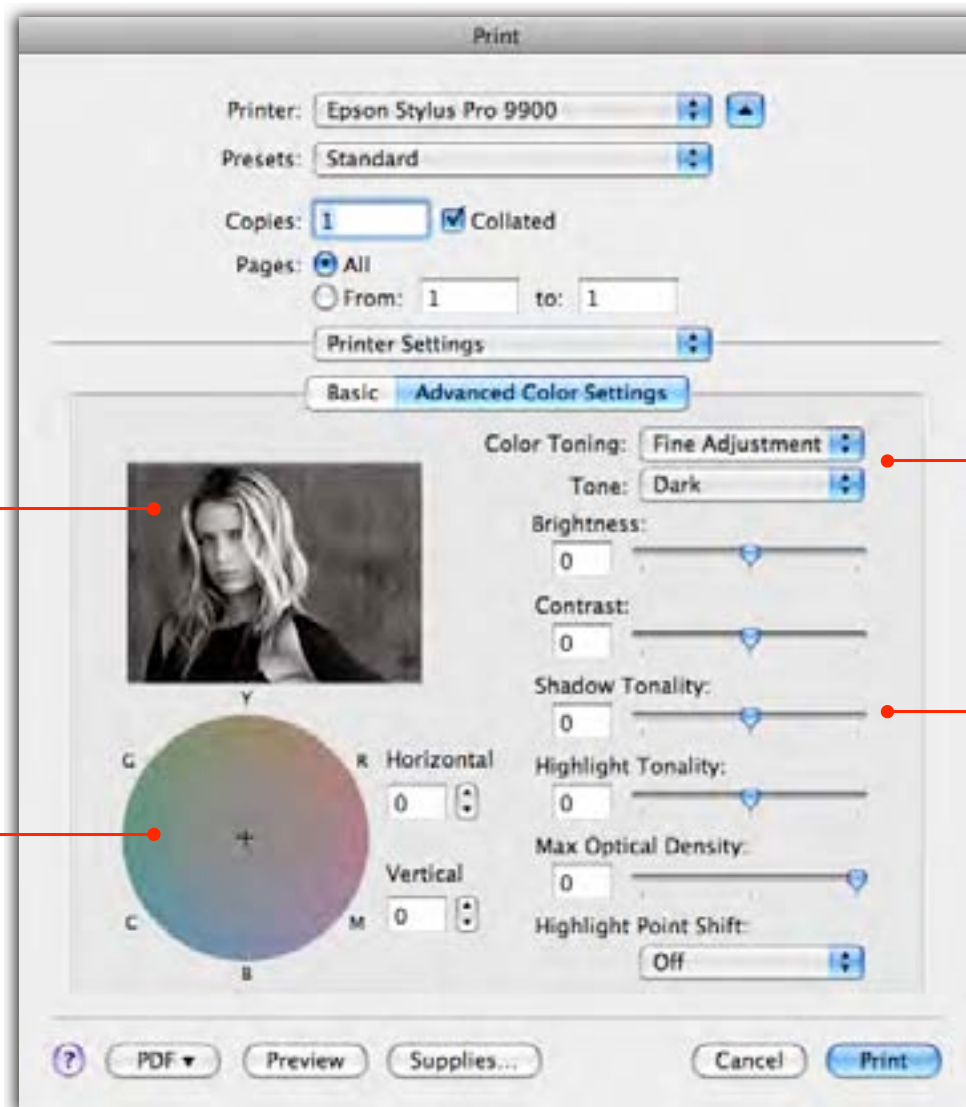 Print
Printer: Epson Stylus Pro 9900
Presets: Standard
Copies: 1 Collated
Pages: All
From: 1 to: 1
Printer Settings
Basic Advanced Color Settings
Color Toning: Fine Adjustment
Tone: Dark
Brightness:
0
Contrast:
0
Shadow Tonality:
0
Highlight Tonality:
0
Max Optical Density:
0
Highlight Point Shift:
Off
Y
G R
C M
B
Horizontal
0
Vertical
0
? PDF Preview Supplies... Cancel Print